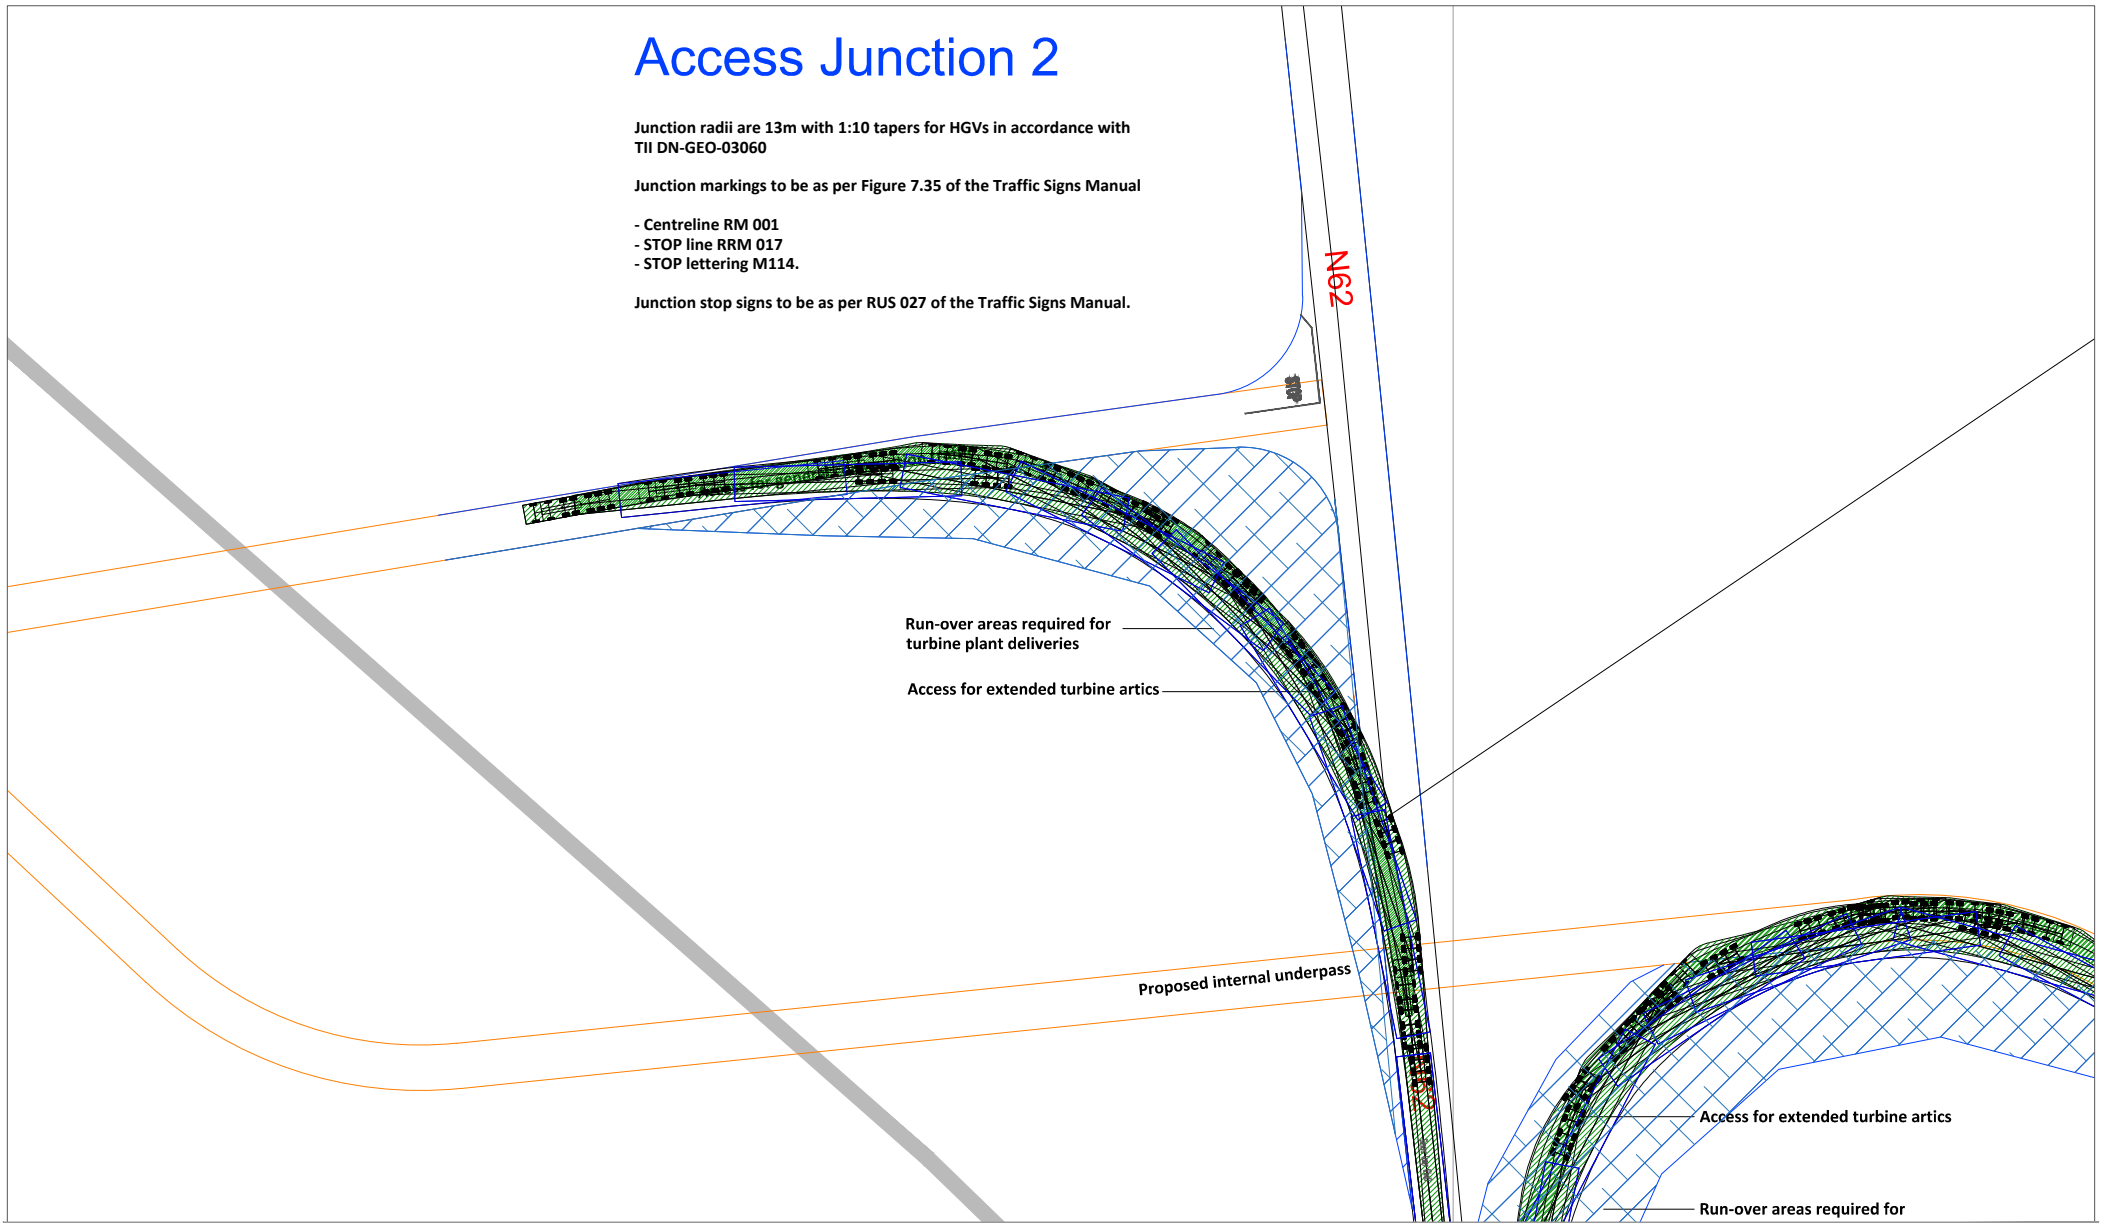 Access Junction 2
Junction radii are 13m with 1:10 tapers for HGVs in accordance with
TII DN-GEO-03060
Junction markings to be as per Figure 7.35 of the Traffic Signs Manual
- Centreline RM 001
- STOP line RRM 017
- STOP lettering M114.
Junction stop signs to be as per RUS 027 of the Traffic Signs Manual.
N62
STOP
Run-over areas required for
turbine plant deliveries
Access for extended turbine artics
Proposed internal underpass
N62
Access for extended turbine artics
Run-over areas required for